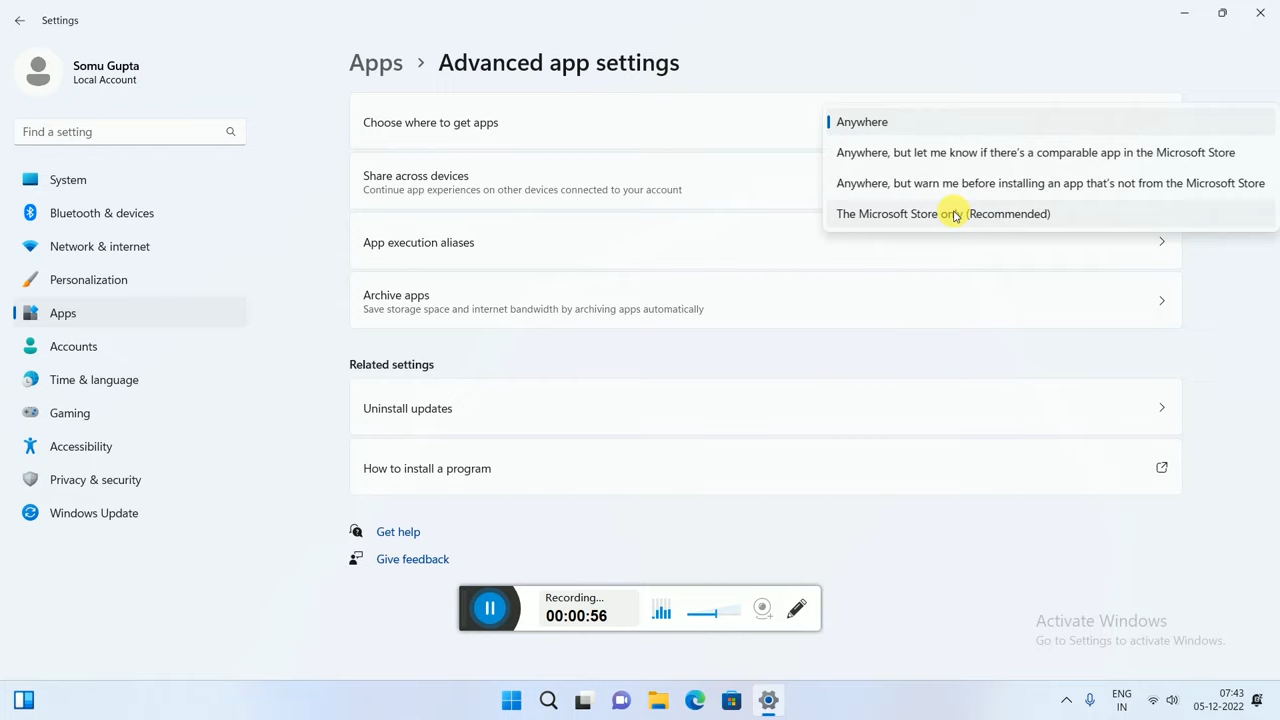 Settings
Somu Gupta
Local Account
Find a setting
System
Bluetooth & devices
Network & internet
Personalization
Apps
Accounts
Time & language
Gaming
Accessibility
Privacy & security
Windows Update
Apps > Advanced app settings
Choose where to get apps
Anywhere
Anywhere, but let me know if there's a comparable app in the Microsoft Store
Anywhere, but warn me before installing an app that's not from the Microsoft Store
The Microsoft Store only (Recommended)
Share across devices
Continue app experiences on other devices connected to your account
App execution aliases
Archive apps
Save storage space and internet bandwidth by archiving apps automatically
Related settings
Uninstall updates
How to install a program
Get help
Give feedback
Recording...
00:00:56
Activate Windows
Go to Settings to activate Windows.
ENG
IN
07:43
05-12-2022